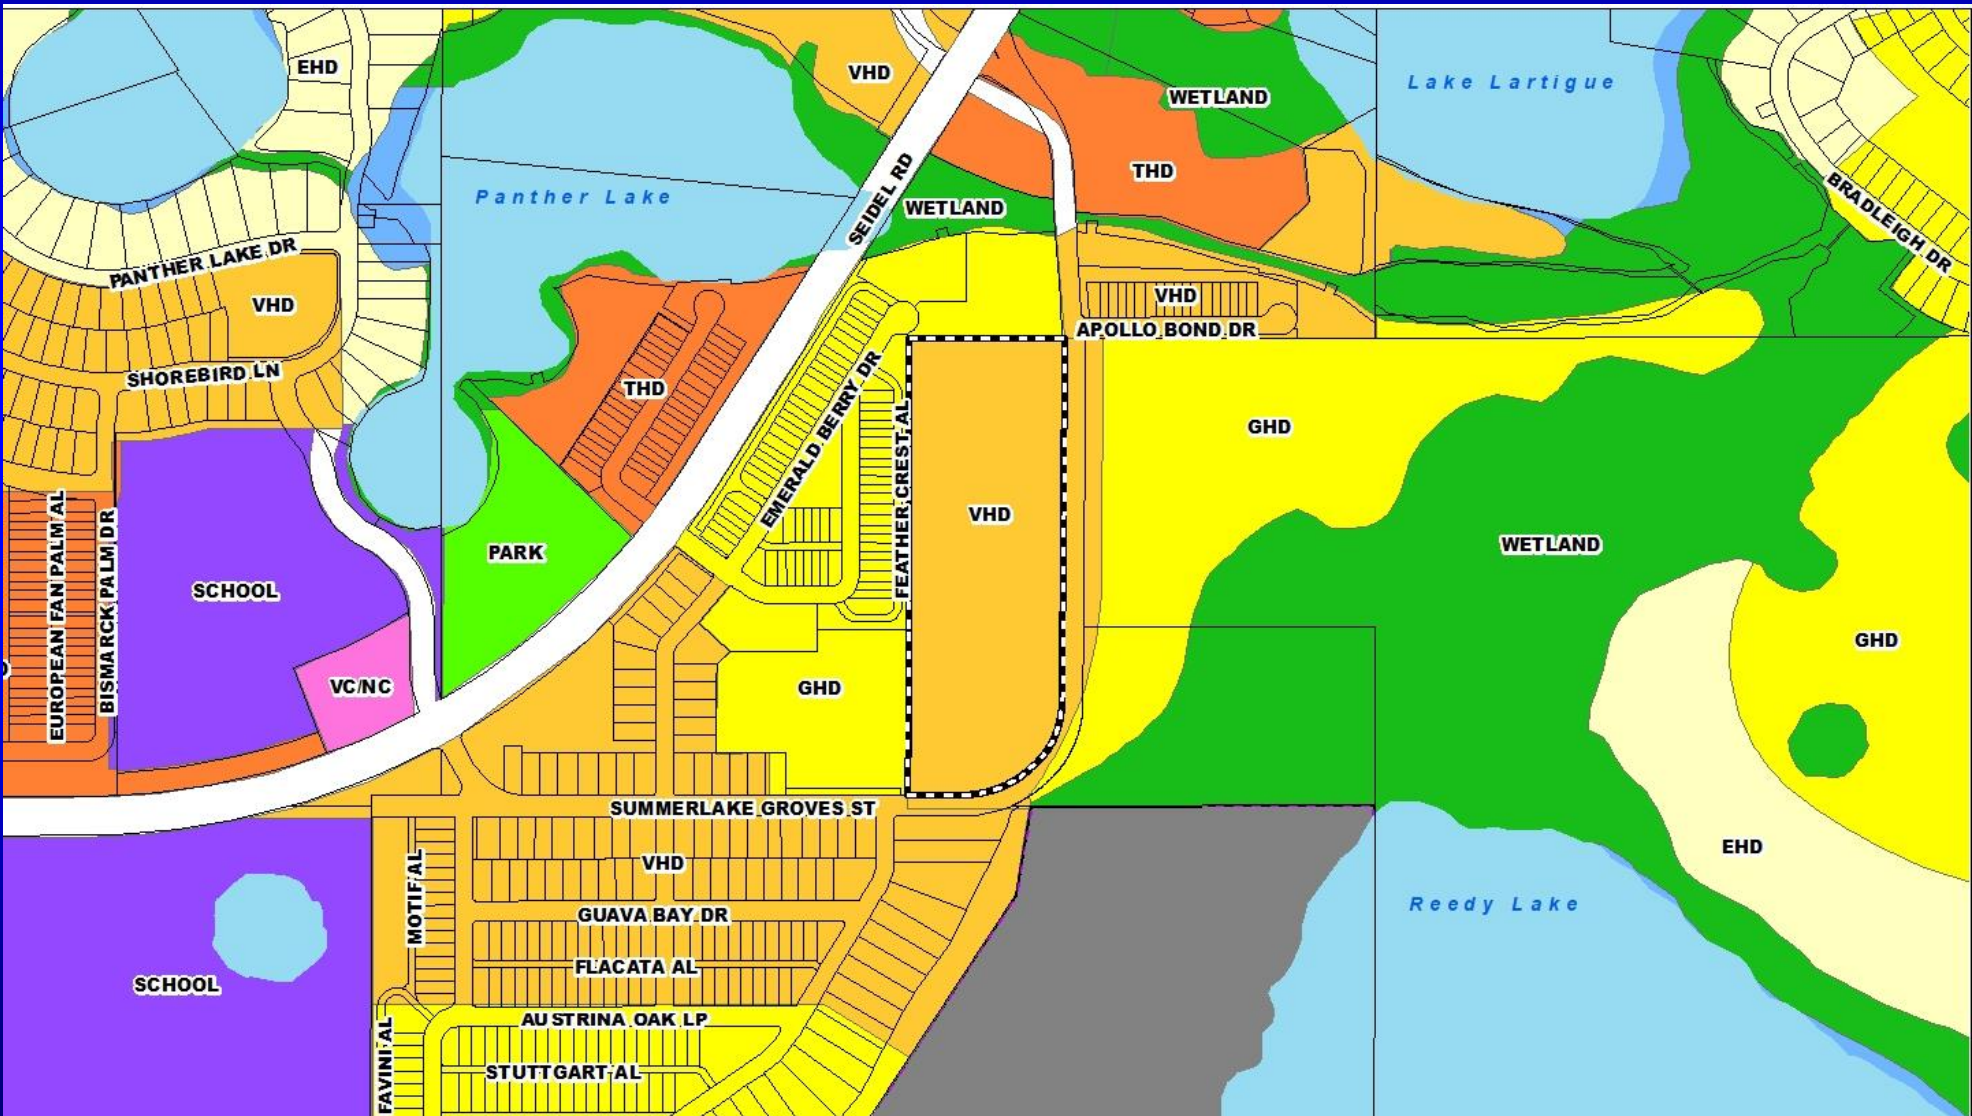 EHD
VHD
WETLAND
Lake Lartigue
Panther Lake
SEIDEL RD
WETLAND
THD
BRADLEIGH DR
PANTHER LAKE DR
VHD
VHD
APOLLO BOND DR
SHOREBIRD LN
THD
EMERALD BERRY DR
FEATHER CREST AL
GHD
VHD
WETLAND
EUROPEAN FAN PALM AL
BISMARCK PALM DR
SCHOOL
PARK
VC/NC
GHD
GHD
SUMMERLAKE GROVES ST
VHD
EHD
MOTIF AL
GUAVA BAY DR
Reedy Lake
FLACATA AL
SCHOOL
AUSTRINA OAK LP
FAVINI AL
STUTTGART AL